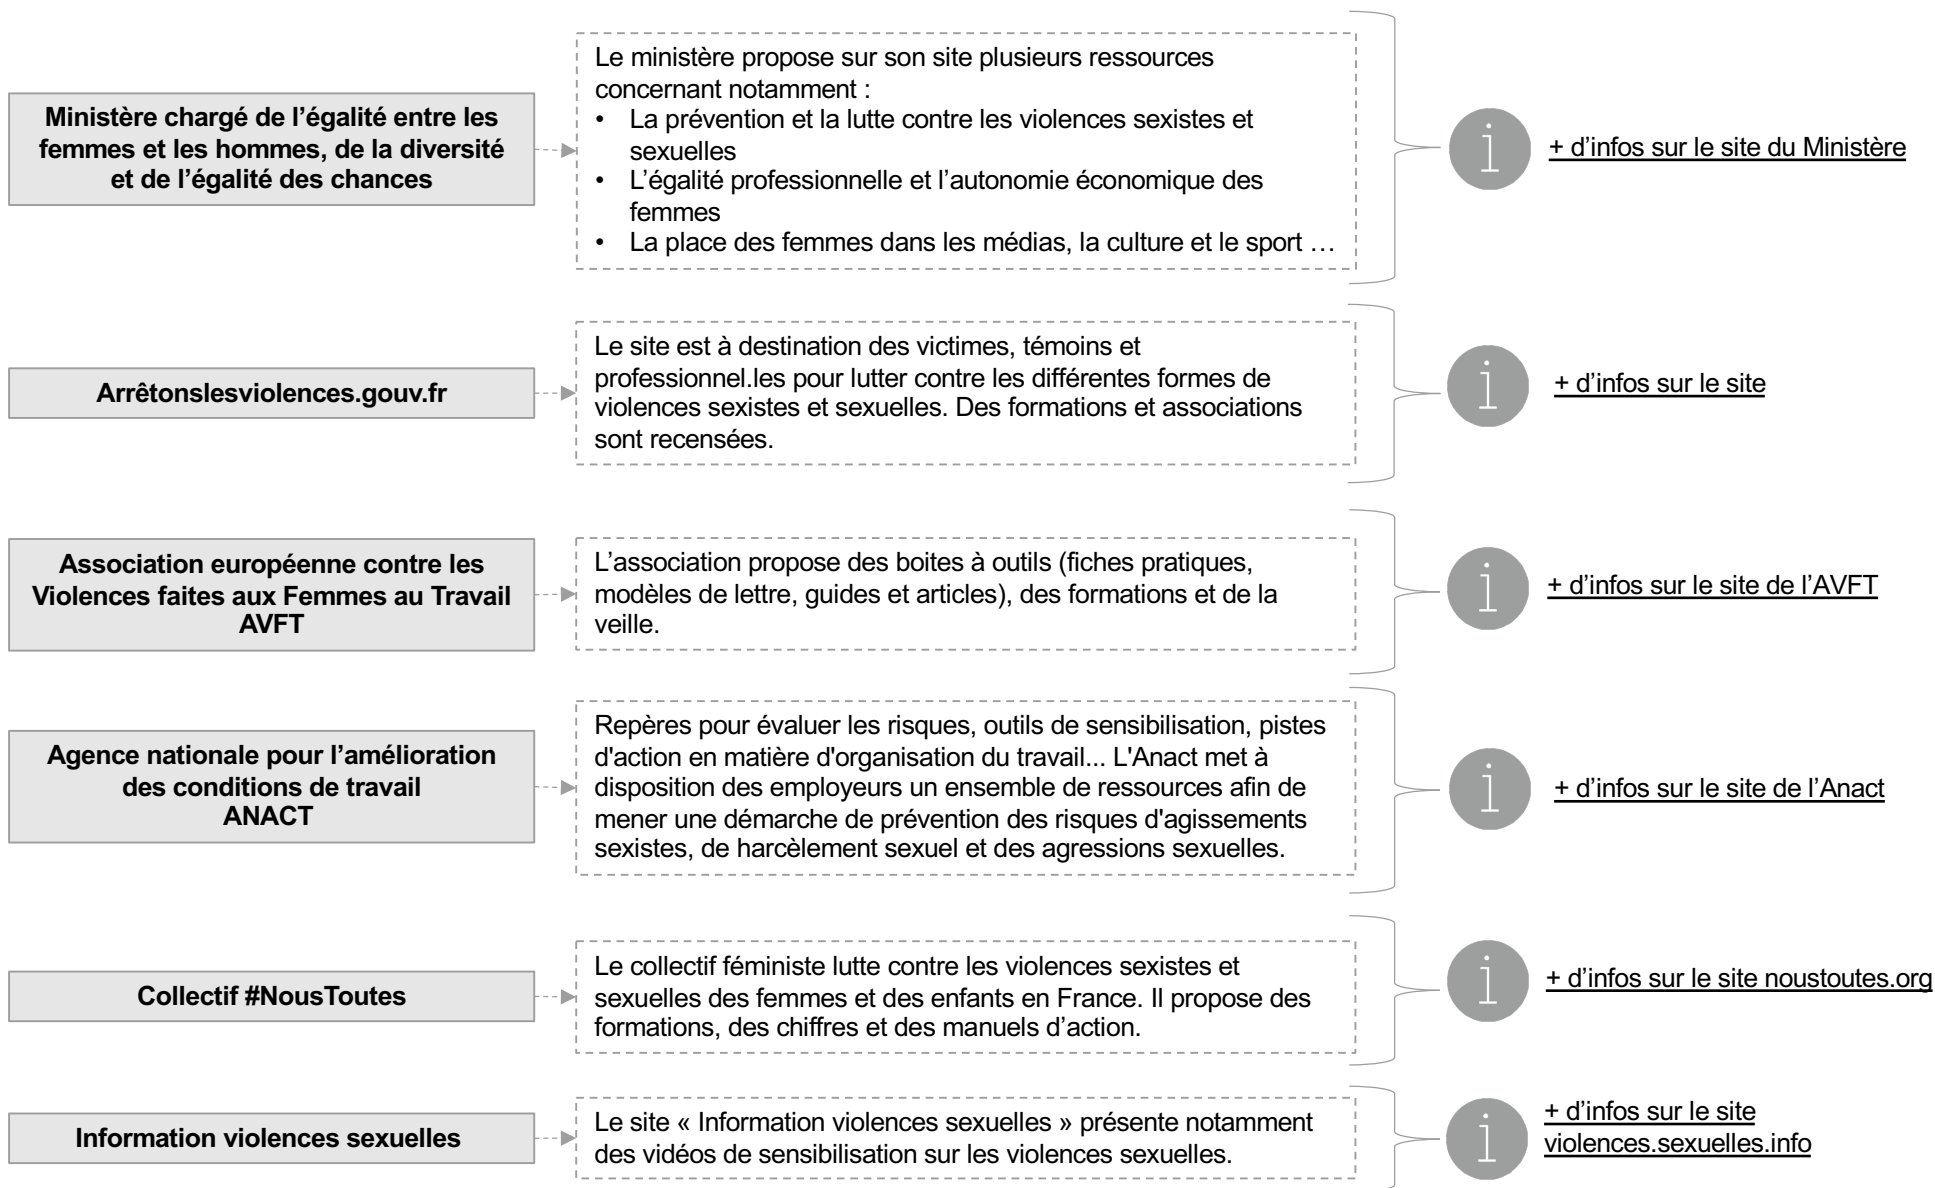 Ministère chargé de l’égalité entre les
femmes et les hommes, de la diversité
et de l’égalité des chances
Le ministère propose sur son site plusieurs ressources
concernant notamment :
• La prévention et la lutte contre les violences sexistes et
sexuelles
• L’égalité professionnelle et l’autonomie économique des
femmes
• La place des femmes dans les médias, la culture et le sport …
+ d’infos sur le site du Ministère
Arrêtonslesviolences.gouv.fr
Le site est à destination des victimes, témoins et
professionnel.les pour lutter contre les différentes formes de
violences sexistes et sexuelles. Des formations et associations
sont recensées.
+ d’infos sur le site
Association européenne contre les
Violences faites aux Femmes au Travail
AVFT
L’association propose des boites à outils (fiches pratiques,
modèles de lettre, guides et articles), des formations et de la
veille.
+ d’infos sur le site de l’AVFT
Agence nationale pour l’amélioration
des conditions de travail
ANACT
Repères pour évaluer les risques, outils de sensibilisation, pistes
d'action en matière d'organisation du travail... L'Anact met à
disposition des employeurs un ensemble de ressources afin de
mener une démarche de prévention des risques d'agissements
sexistes, de harcèlement sexuel et des agressions sexuelles.
+ d’infos sur le site de l’Anact
Collectif #NousToutes
Le collectif féministe lutte contre les violences sexistes et
sexuelles des femmes et des enfants en France. Il propose des
formations, des chiffres et des manuels d’action.
+ d’infos sur le site noustoutes.org
Information violences sexuelles
Le site « Information violences sexuelles » présente notamment
des vidéos de sensibilisation sur les violences sexuelles.
+ d’infos sur le site
violences.sexuelles.info